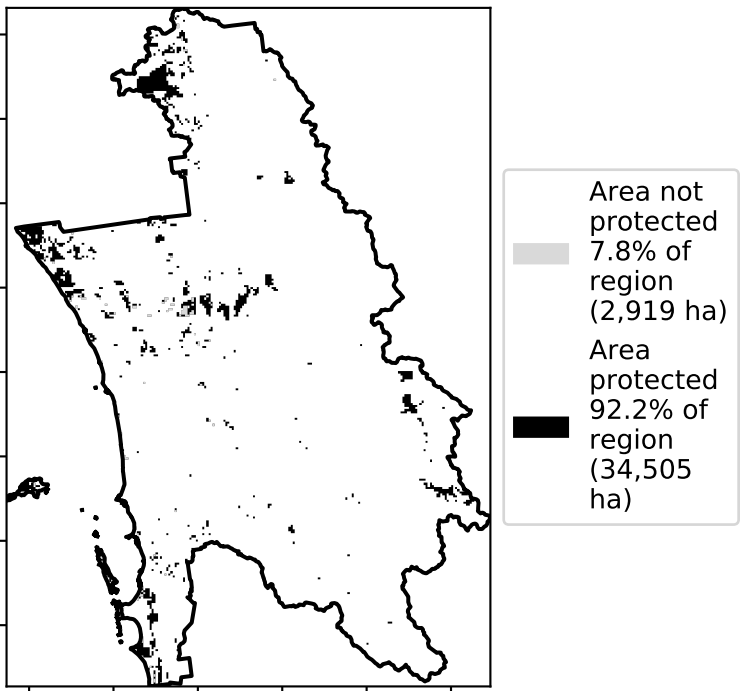 Area not
protected
7.8% of
region
(2,919 ha)
Area
protected
92.2% of
region
(34,505
ha)